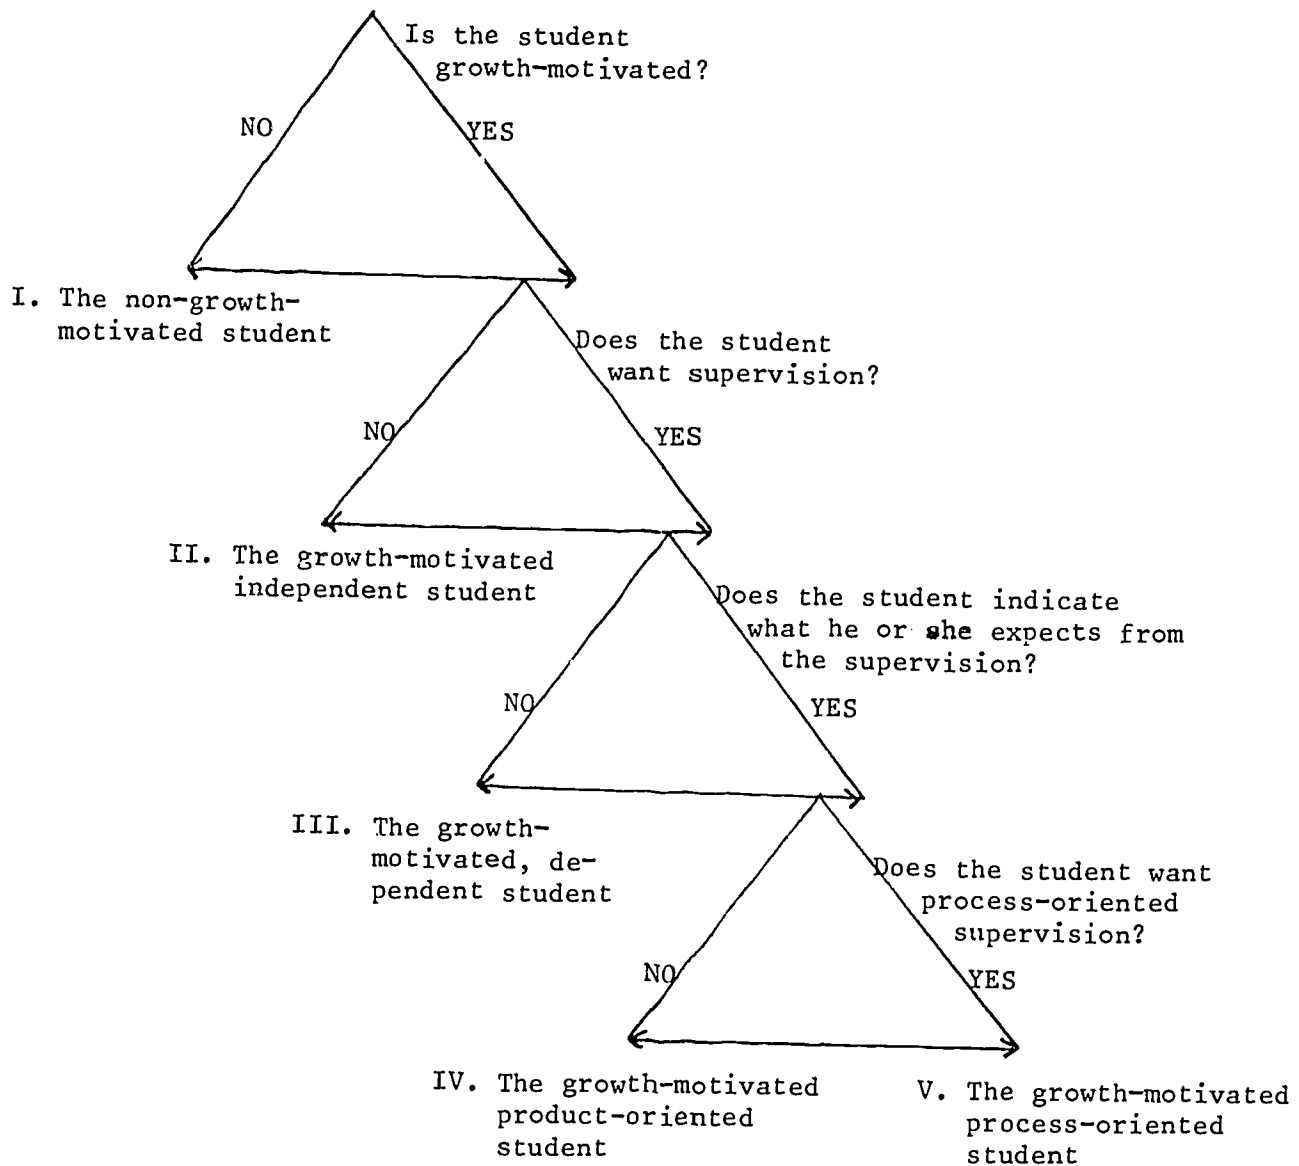 Is the student
growth-motivated?
NO
YES
I. The non-growth-
motivated student
Does the student
want supervision?
NO
YES
II. The growth-motivated
independent student
Does the student indicate
what he or she expects from
the supervision?
NO
YES
III. The growth-
motivated, de-
pendent student
Does the student want
process-oriented
supervision?
NO
YES
IV. The growth-motivated
product-oriented
student
V. The growth-motivated
process-oriented
student